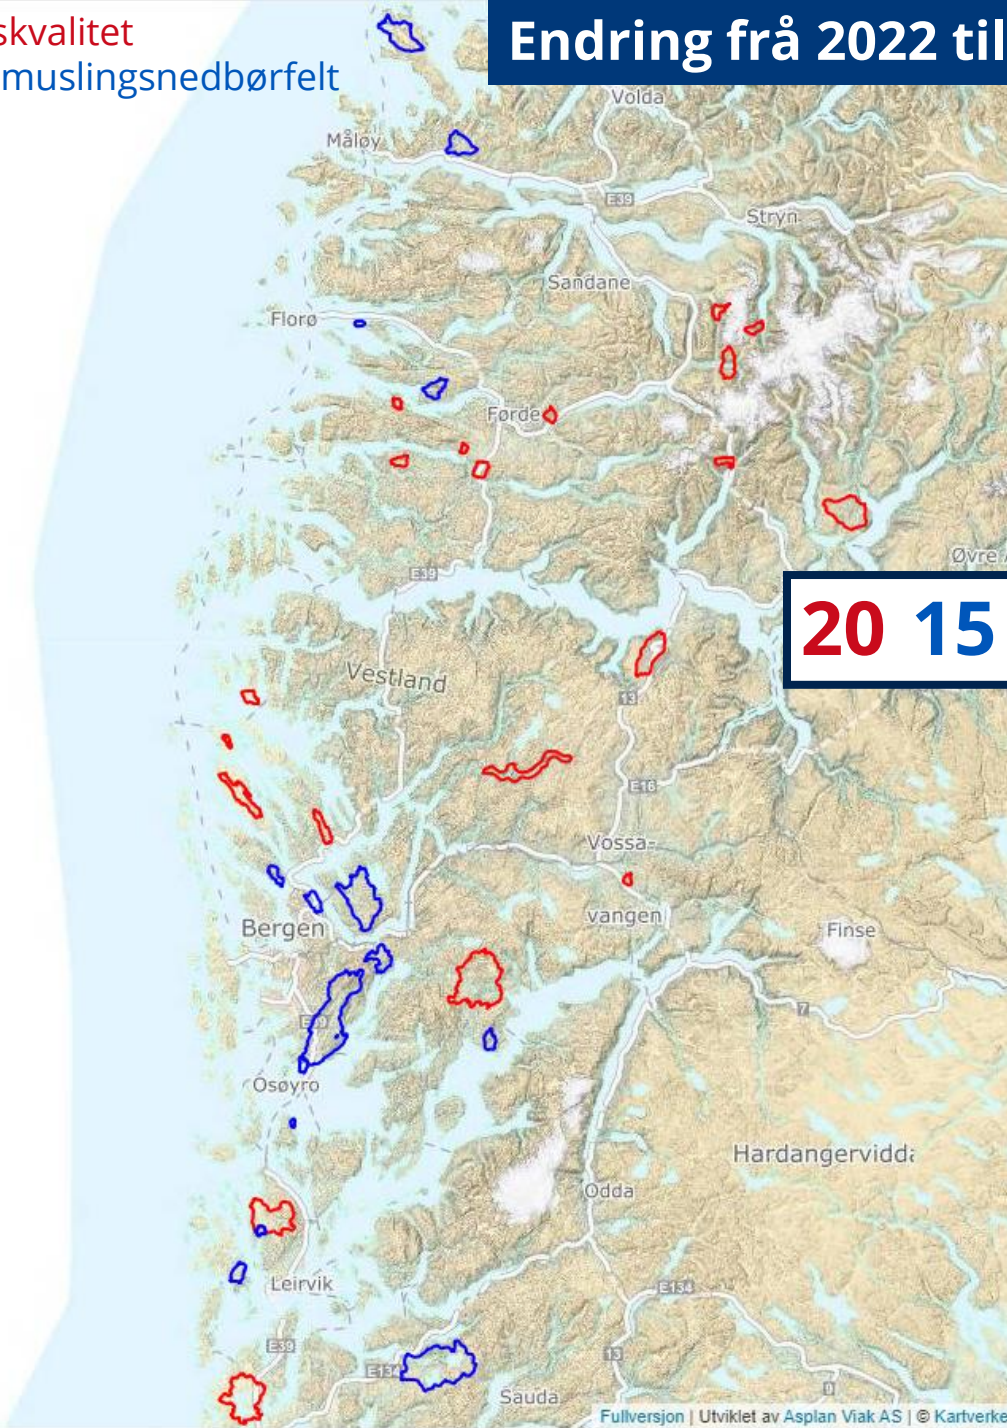 skvalitet
muslingsnedbørfelt
Endring frå 2022 til
Volda
Måløy
E39
Stryn
Sandane
Florø
Førde
Øvre
E39
20 15
Vestland
13
E16
Vossa-
vangen
Bergen
Finse
7
Osøyro
Hardangervidda
Odda
Leirvik
E134
E39
13
E134
9
Sauda
Fullversjon | Utviklet av Asplan Viak AS | © Kartverke